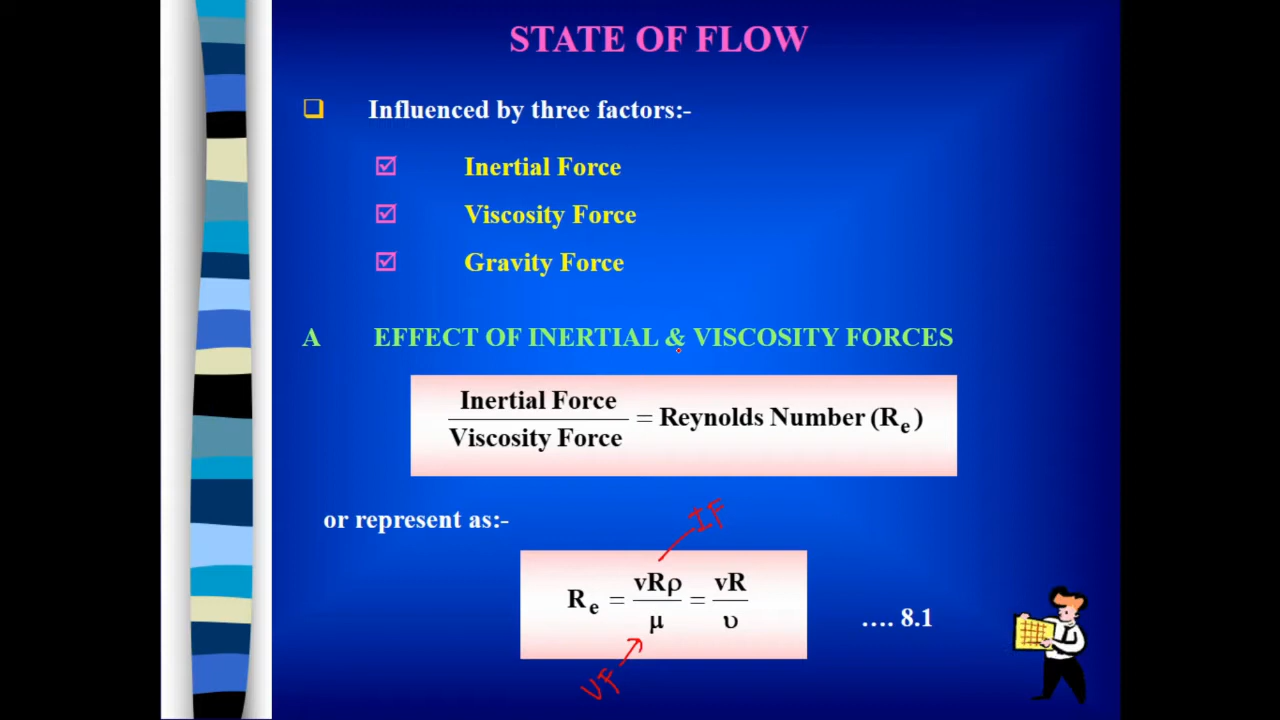 STATE OF FLOW
Influenced by three factors:-
Inertial Force
Viscosity Force
Gravity Force
A EFFECT OF INERTIAL & VISCOSITY FORCES
Inertial Force / Viscosity Force = Reynolds Number (Re)
IF
or represent as:-
Re = vRρ / μ = vR / υ
.... 8.1
VF